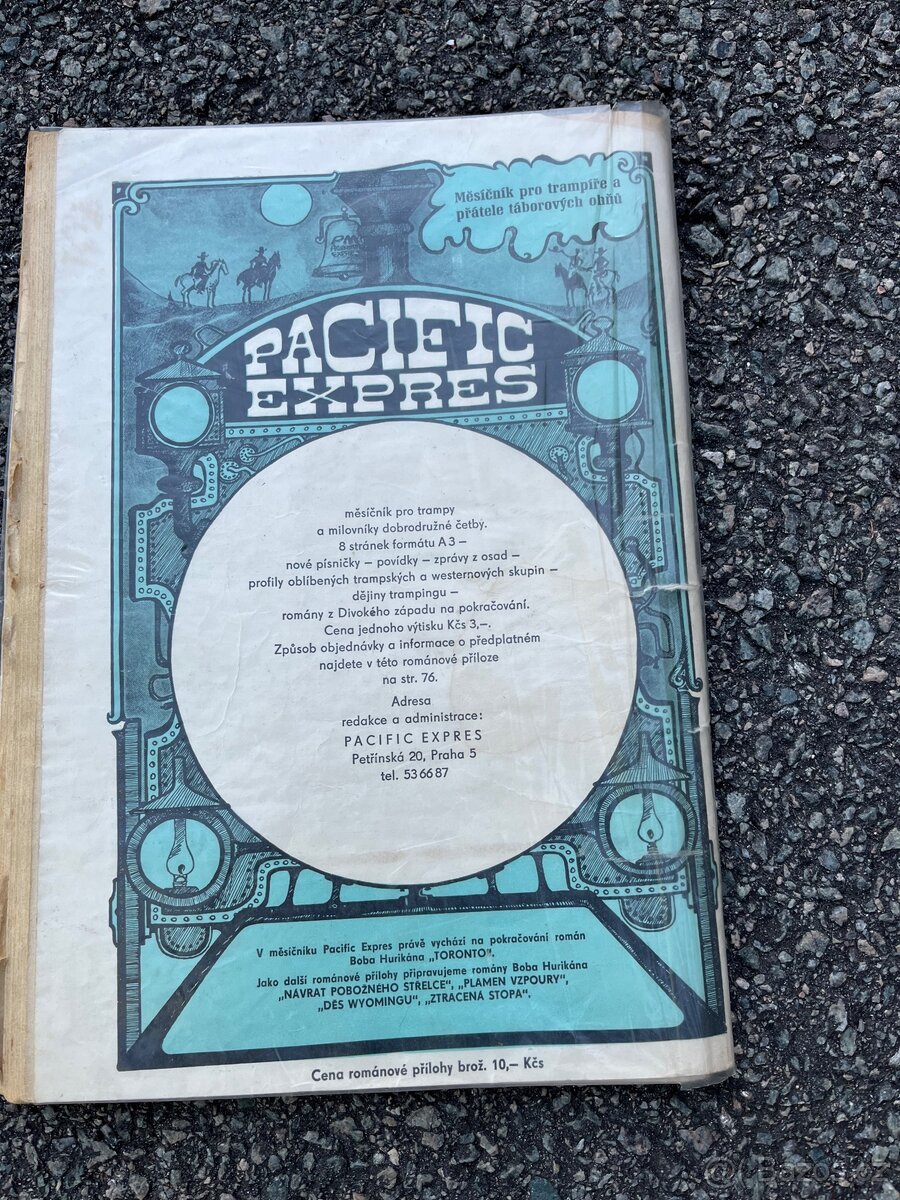 Měsíčník pro trampíře a
přátele táborových ohňů
PACIFIC
EXPRES
měsíčník pro trampy
a milovníky dobrodružné četby.
8 stránek formátu A 3 –
nové písničky – povídky – zprávy z osad –
profily oblíbených trampských a westernových skupin –
dějiny trampingu –
romány z Divokého západu na pokračování.
Cena jednoho výtisku Kčs 3,–.
Způsob objednávky a informace o předplatném
najdete v této románové příloze
na str. 76.
Adresa
redakce a administrace:
PACIFIC EXPRES
Petřínská 20, Praha 5
tel. 53 66 87
V měsíčníku Pacific Expres právě vychází na pokračování román
Boba Hurikána „TORONTO".
Jako další románové přílohy připravujeme romány Boba Hurikána
„NÁVRAT POBOŽNÉHO STŘELCE", „PLAMEN VZPOURY",
„DĚS WYOMINGU", „ZTRACENÁ STOPA".
Cena románové přílohy brož. 10,– Kčs